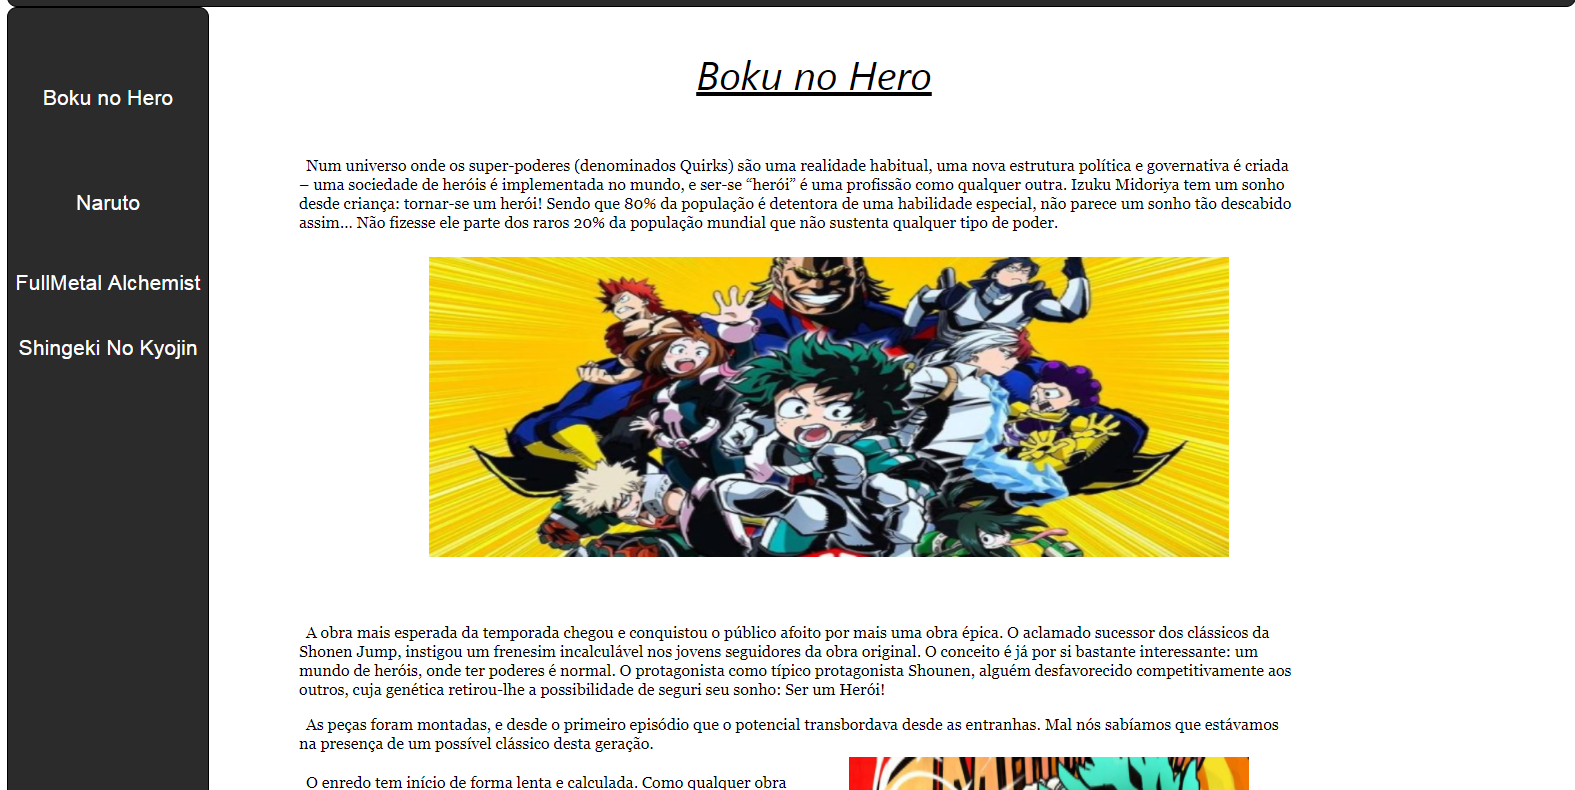 Boku no Hero
Naruto
FullMetal Alchemist
Shingeki No Kyojin
Boku no Hero
Num universo onde os super-poderes (denominados Quirks) são uma realidade habitual, uma nova estrutura política e governativa é criada
– uma sociedade de heróis é implementada no mundo, e ser-se “herói” é uma profissão como qualquer outra. Izuku Midoriya tem um sonho
desde criança: tornar-se um herói! Sendo que 80% da população é detentora de uma habilidade especial, não parece um sonho tão descabido
assim… Não fizesse ele parte dos raros 20% da população mundial que não sustenta qualquer tipo de poder.
A obra mais esperada da temporada chegou e conquistou o público afoito por mais uma obra épica. O aclamado sucessor dos clássicos da
Shonen Jump, instigou um frenesim incalculável nos jovens seguidores da obra original. O conceito é já por si bastante interessante: um
mundo de heróis, onde ter poderes é normal. O protagonista como típico protagonista Shounen, alguém desfavorecido competitivamente aos
outros, cuja genética retirou-lhe a possibilidade de seguri seu sonho: Ser um Herói!
As peças foram montadas, e desde o primeiro episódio que o potencial transbordava desde as entranhas. Mal nós sabíamos que estávamos
na presença de um possível clássico desta geração.
O enredo tem início de forma lenta e calculada. Como qualquer obra